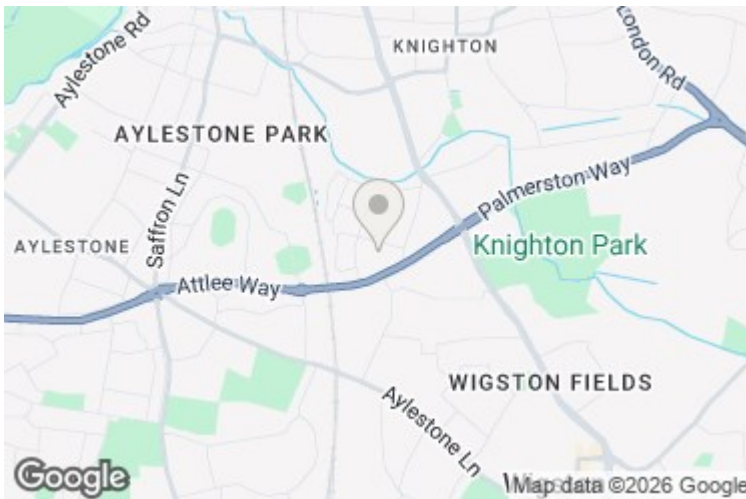 KNIGHTON
London Rd
Aylestone Rd
AYLESTONE PARK
Palmerston Way
Saffron Ln
AYLESTONE
Knighton Park
Attlee Way
WIGSTON FIELDS
Aylestone Ln
Google
Map data ©2026 Google